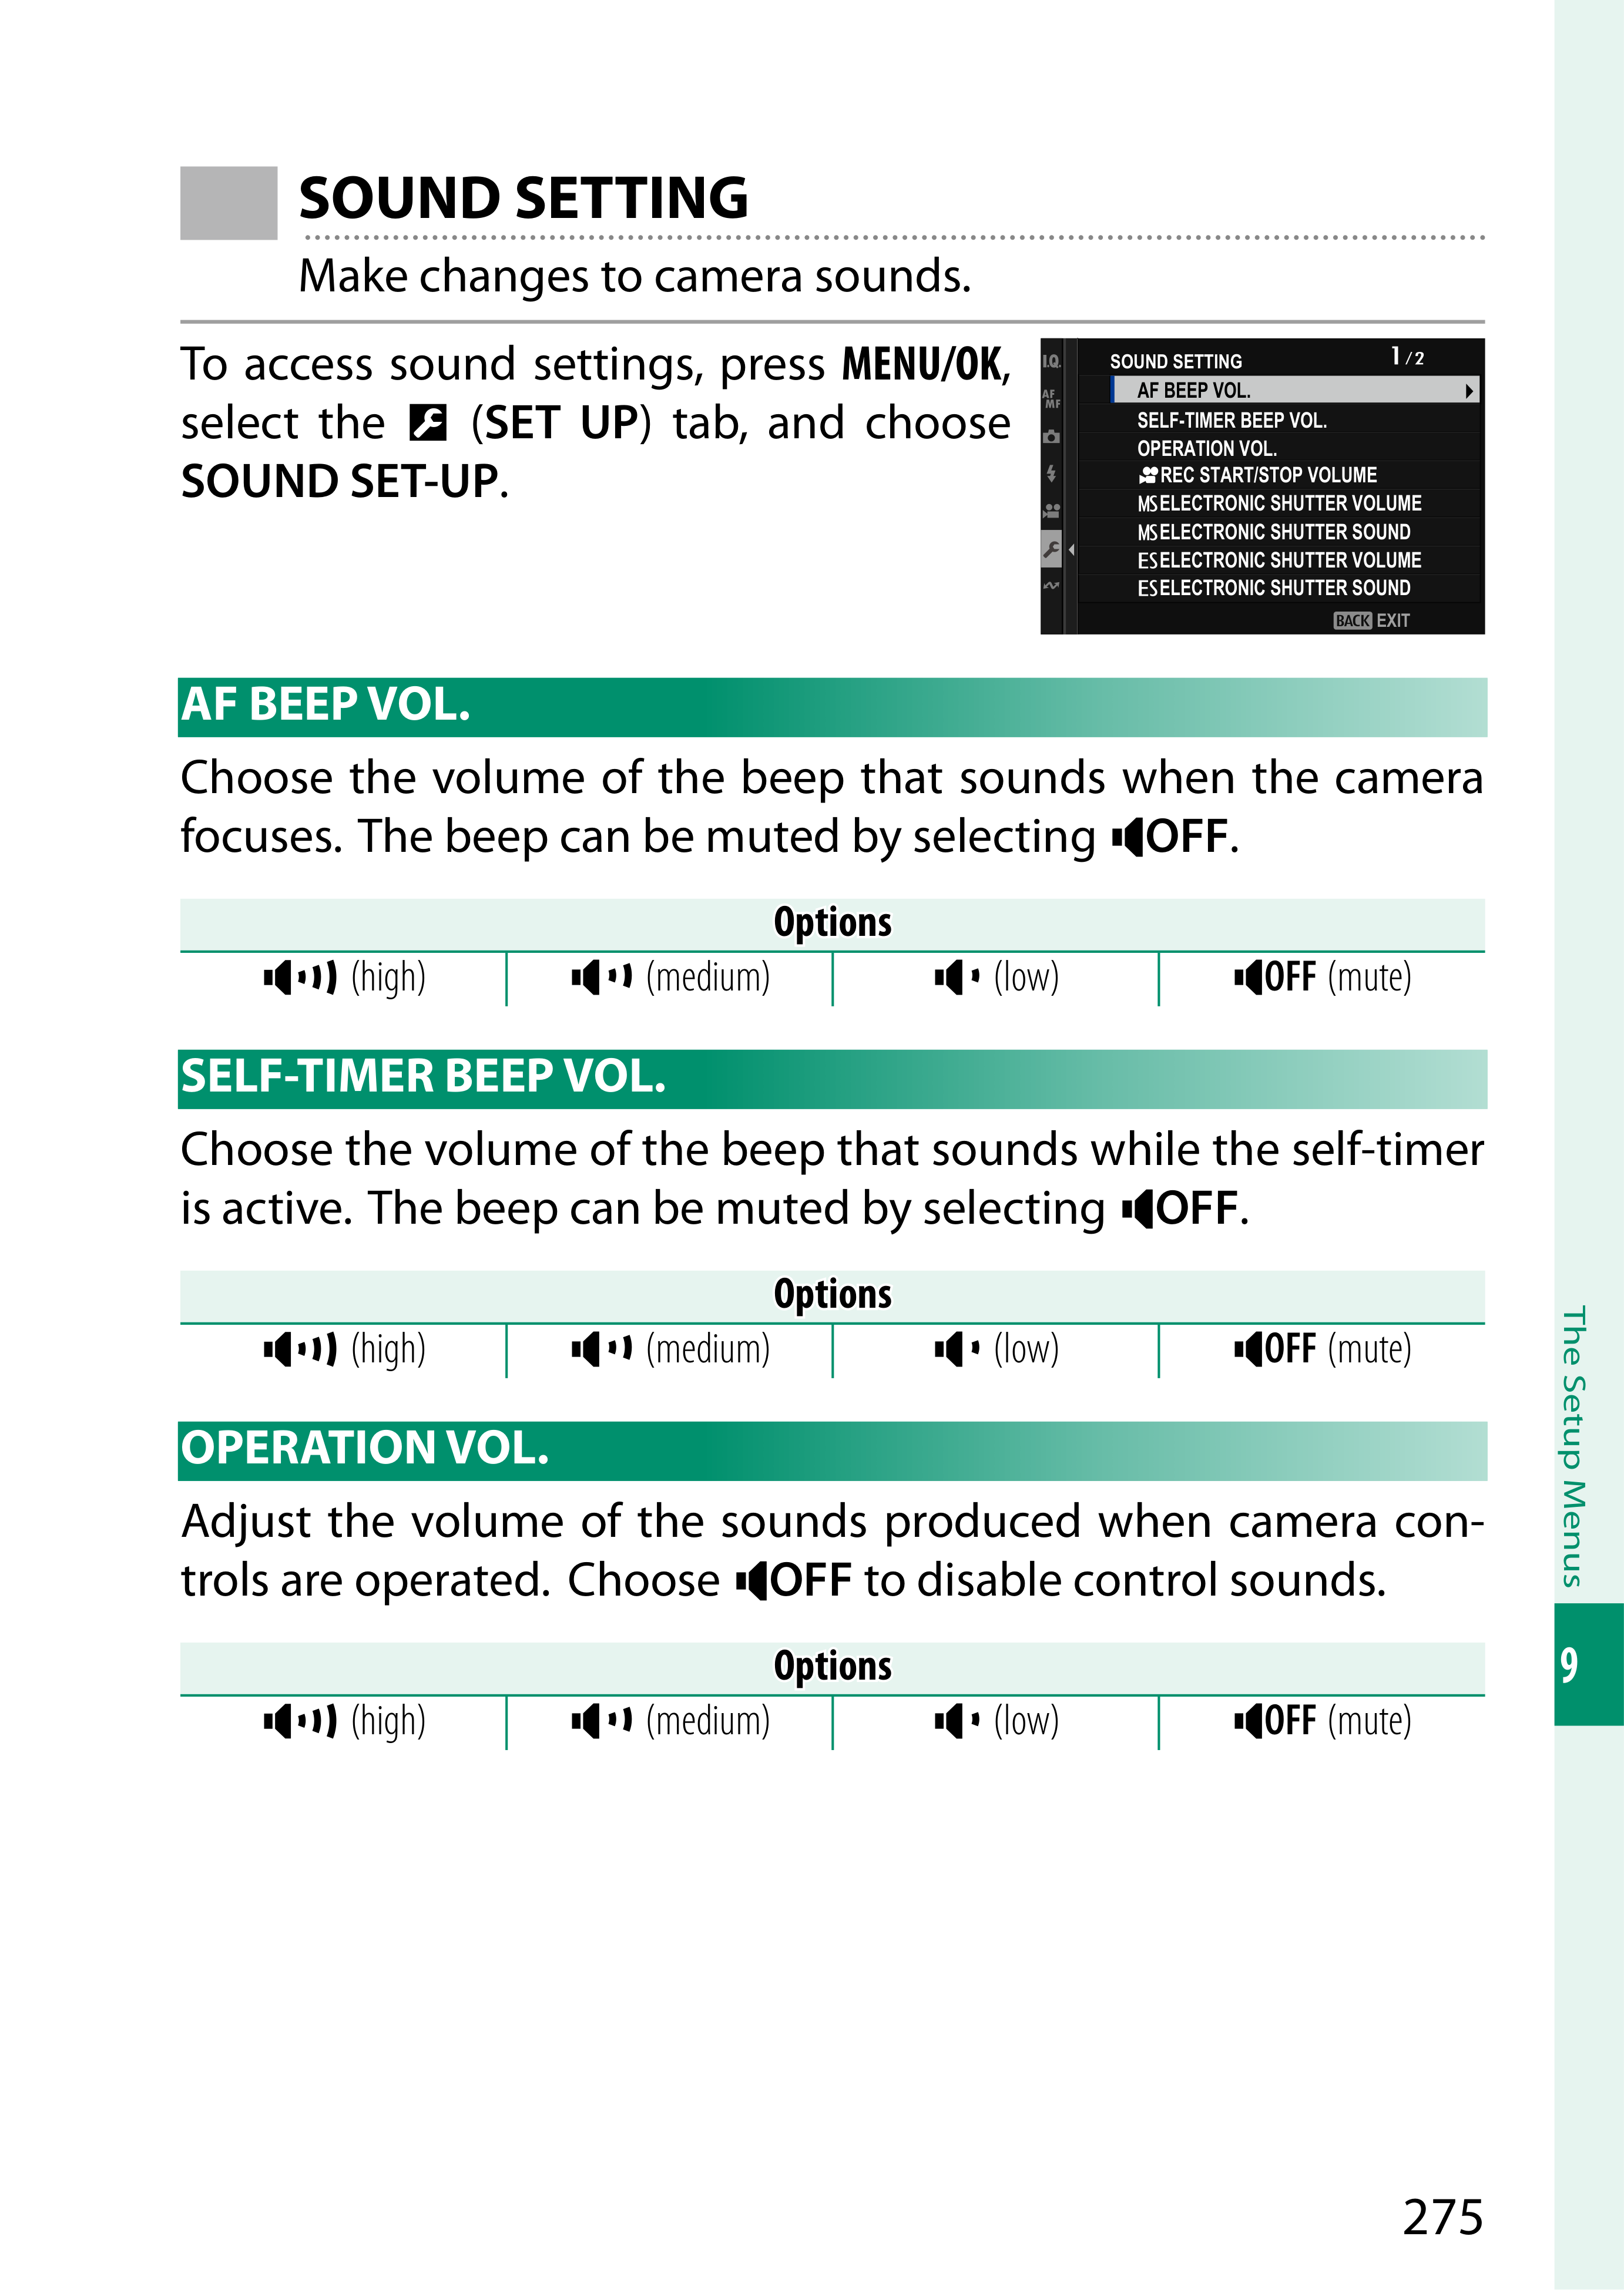 SOUND SETTING
Make changes to camera sounds.
To access sound settings, press MENU/OK,
select the (SET UP) tab, and choose
SOUND SET-UP.
I.Q.
AF
MF
SOUND SETTING 1/2
AF BEEP VOL.
SELF-TIMER BEEP VOL.
OPERATION VOL.
REC START/STOP VOLUME
MS ELECTRONIC SHUTTER VOLUME
MS ELECTRONIC SHUTTER SOUND
ES ELECTRONIC SHUTTER VOLUME
ES ELECTRONIC SHUTTER SOUND
BACK EXIT
AF BEEP VOL.
Choose the volume of the beep that sounds when the camera
focuses. The beep can be muted by selecting OFF.
Options
(high) (medium) (low) OFF (mute)
SELF-TIMER BEEP VOL.
Choose the volume of the beep that sounds while the self-timer
is active. The beep can be muted by selecting OFF.
Options
(high) (medium) (low) OFF (mute)
OPERATION VOL.
Adjust the volume of the sounds produced when camera con-
trols are operated. Choose OFF to disable control sounds.
Options
(high) (medium) (low) OFF (mute)
The Setup Menus
9
275